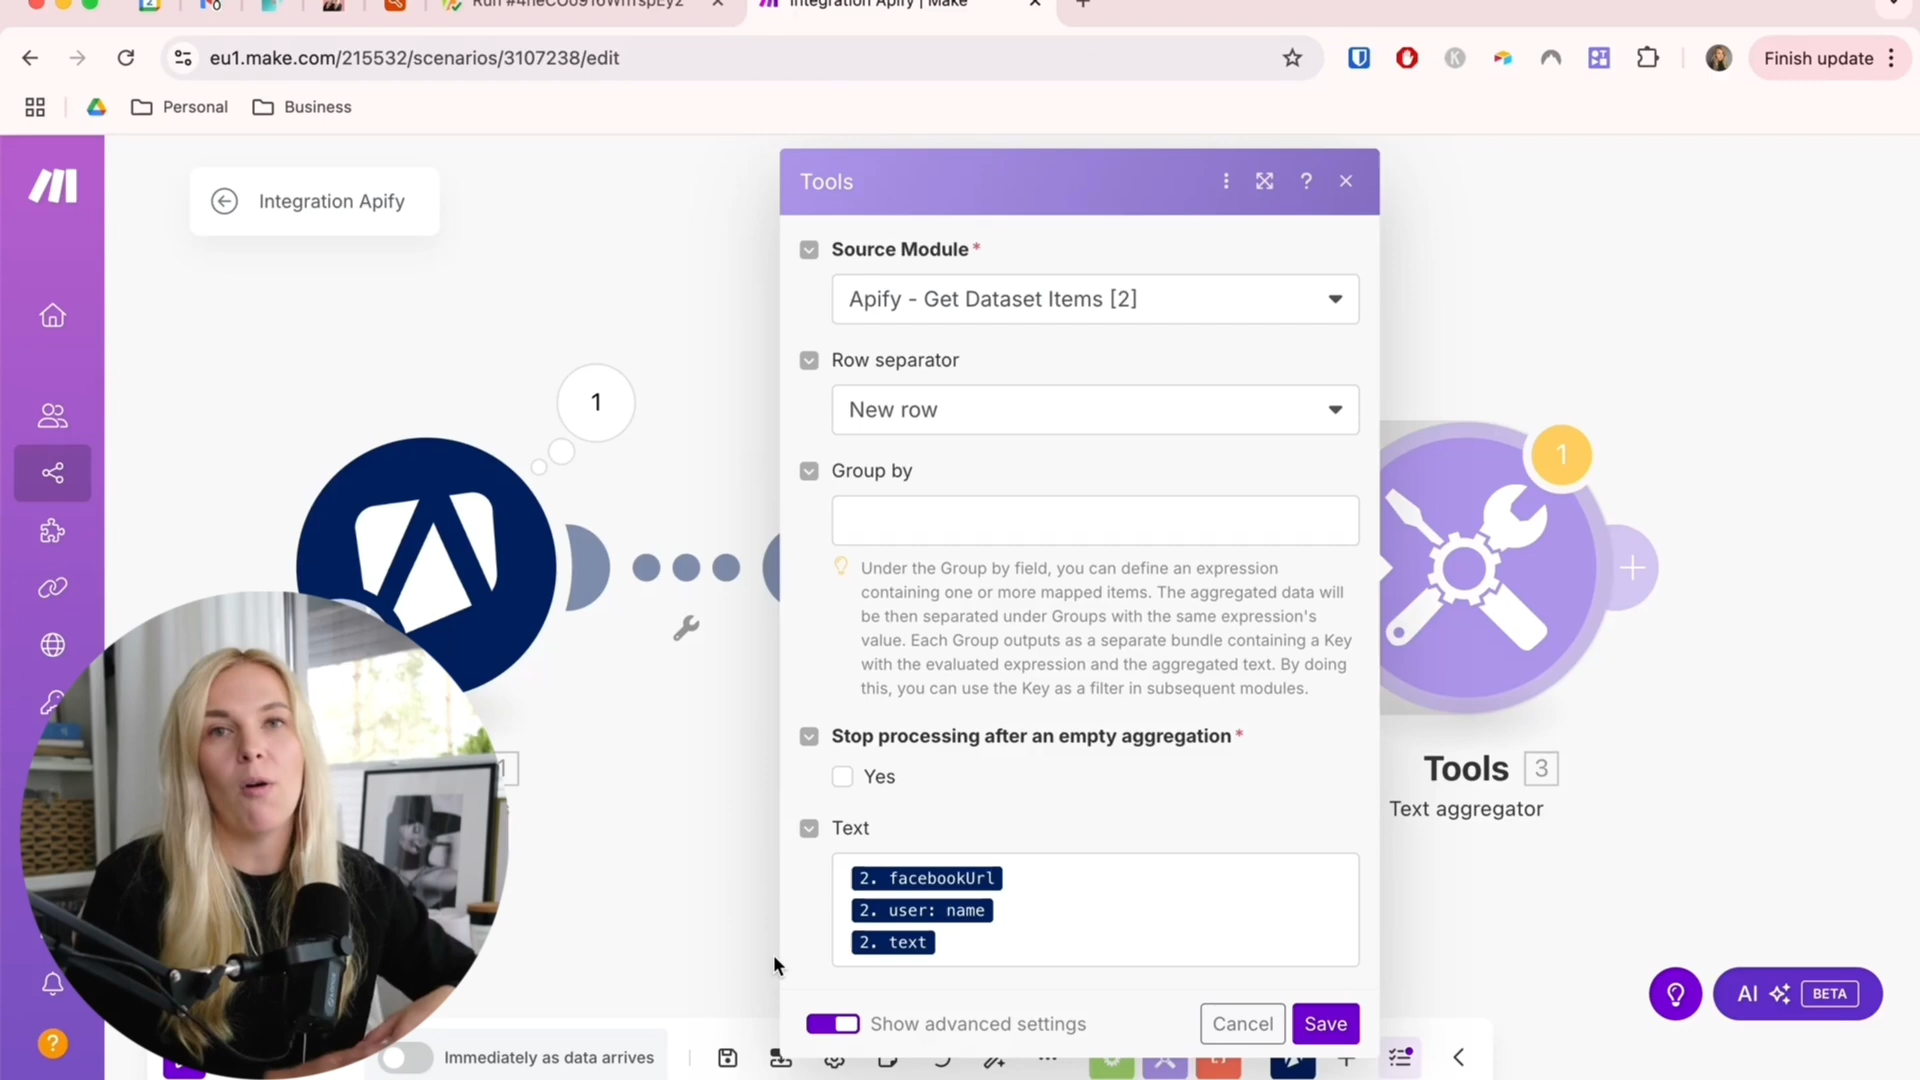 Integration Apify | Make
eu1.make.com/215532/scenarios/3107238/edit
Finish update
Personal
Business
Integration Apify
Tools
Source Module *
Apify - Get Dataset Items [2]
Row separator
New row
Group by
Under the Group by field, you can define an expression
containing one or more mapped items. The aggregated data will
be then separated under Groups with the same expression's
value. Each Group outputs as a separate bundle containing a Key
with the evaluated expression and the aggregated text. By doing
this, you can use the Key as a filter in subsequent modules.
Stop processing after an empty aggregation *
Yes
Text
2. facebookUrl
2. user: name
2. text
Show advanced settings
Cancel
Save
1
1
1
Tools 3
Text aggregator
AI BETA
?
Immediately as data arrives